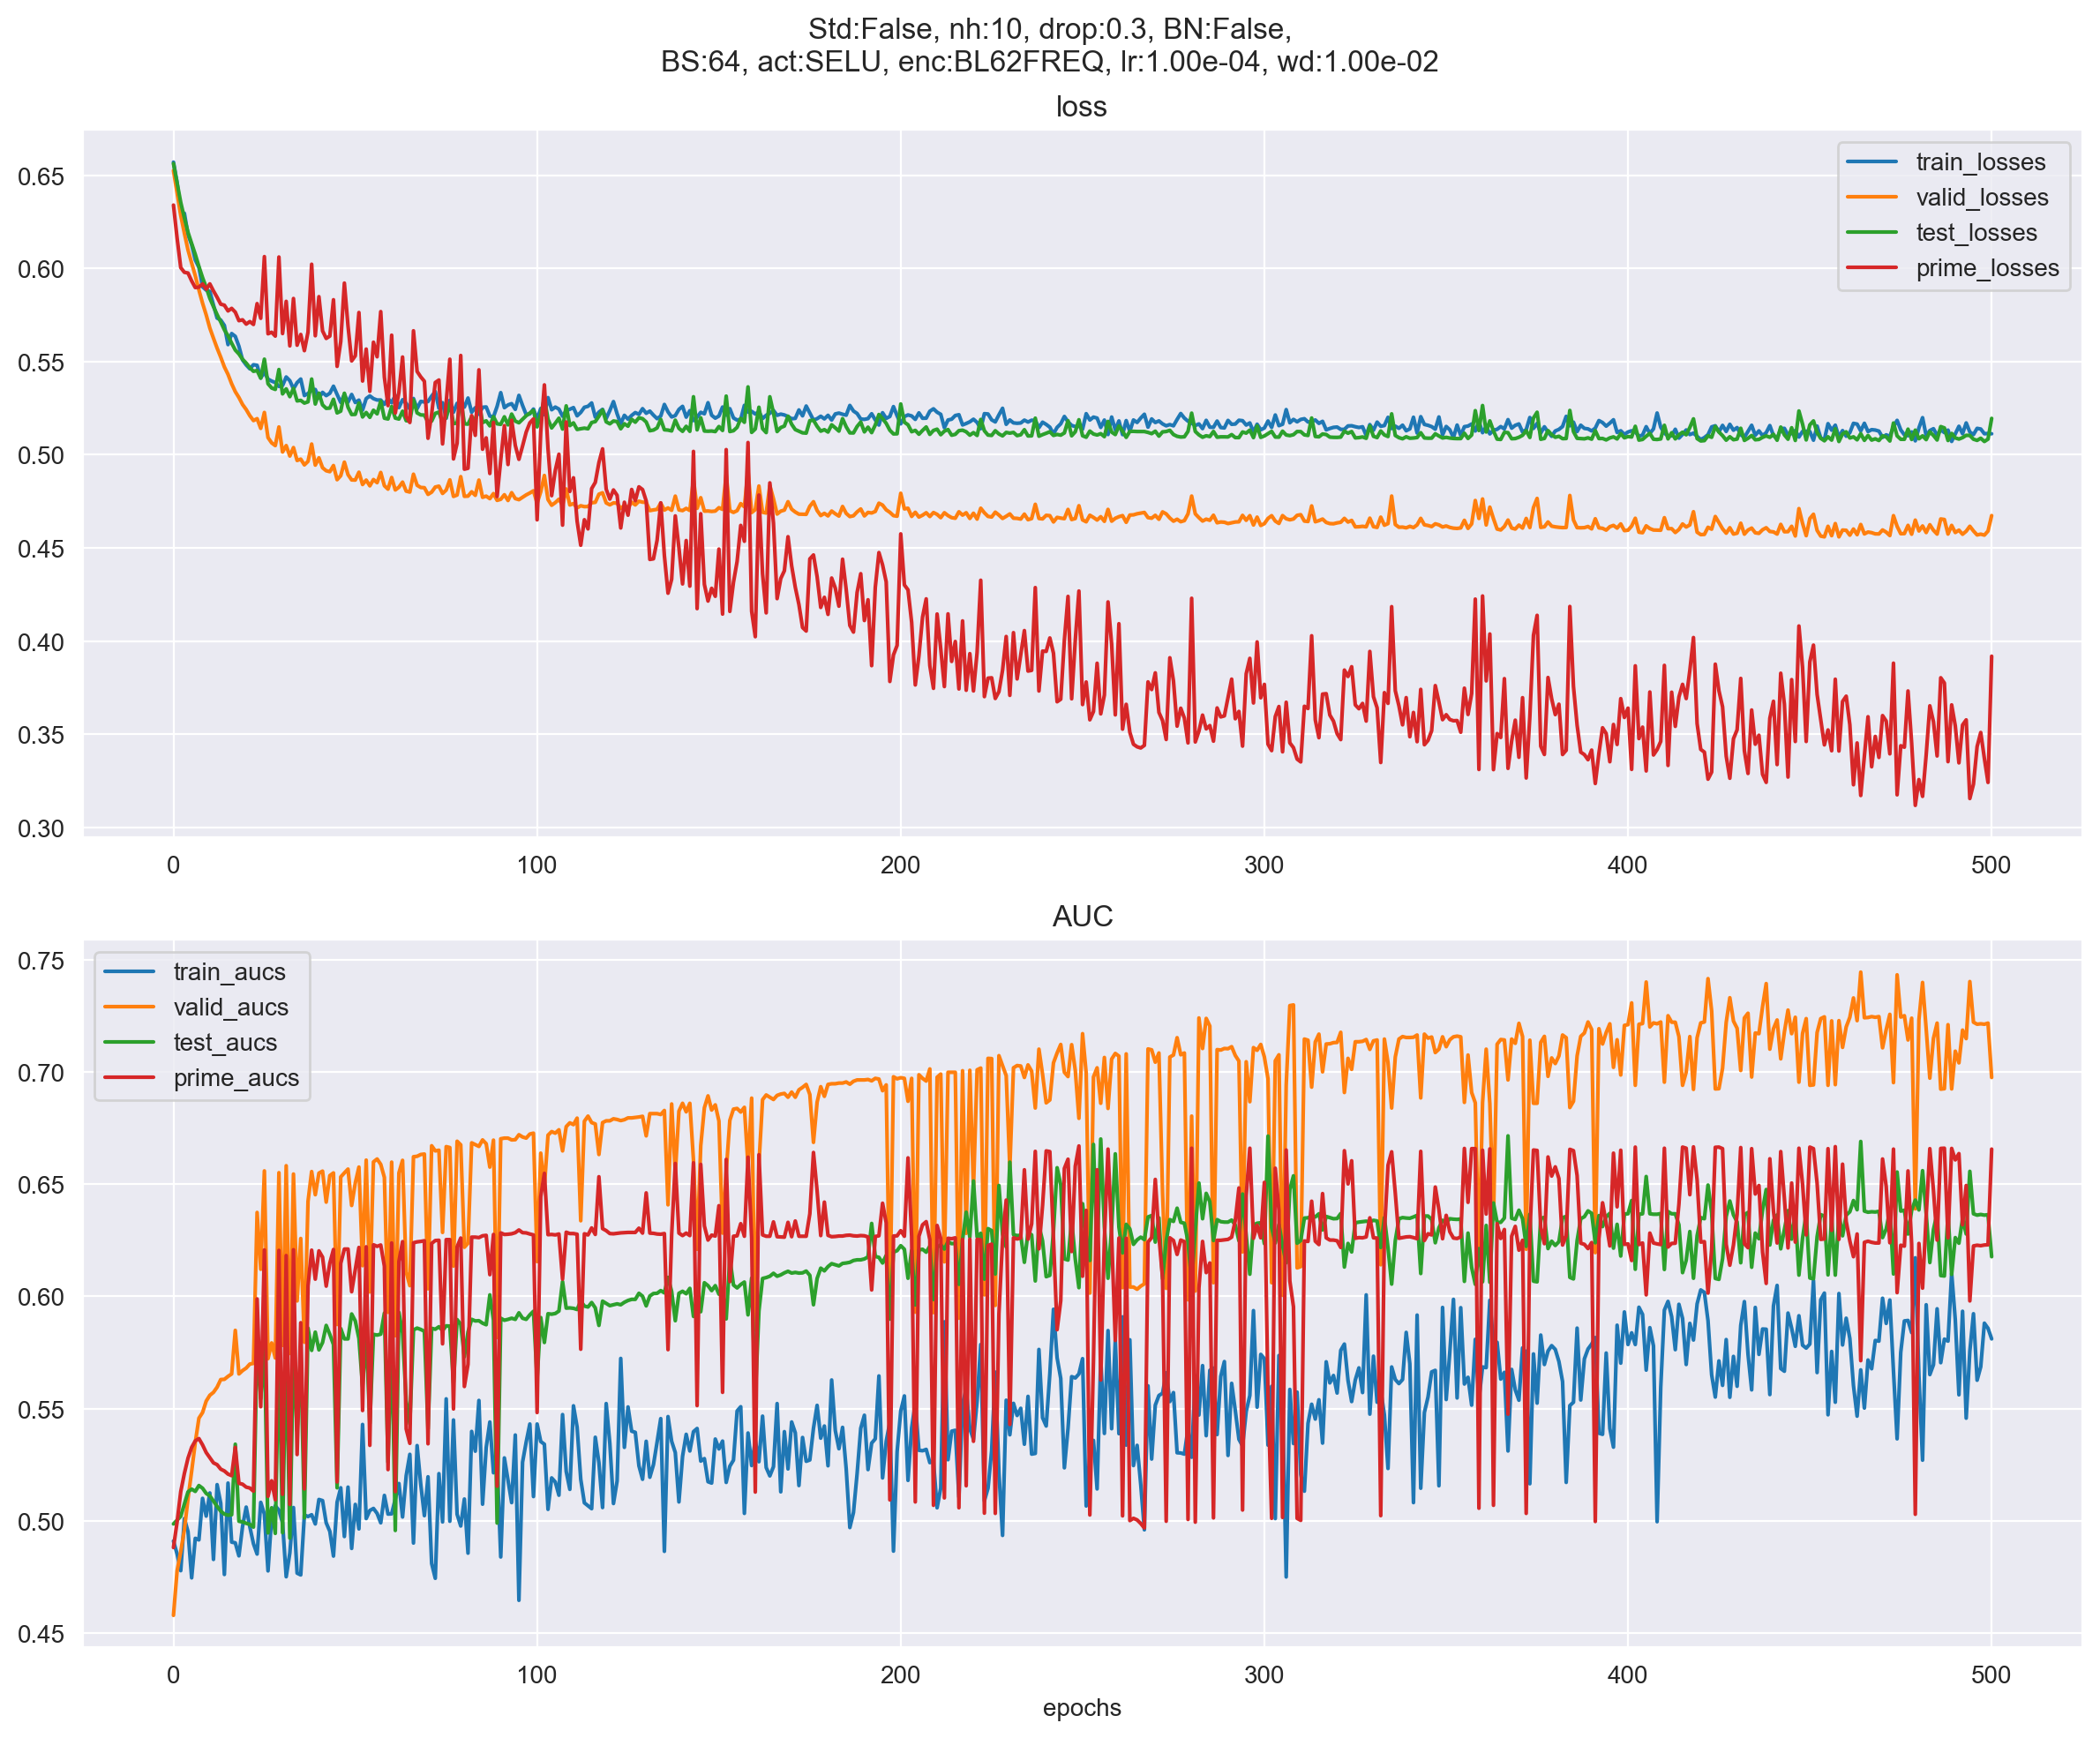 Std:False, nh:10, drop:0.3, BN:False,
BS:64, act:SELU, enc:BL62FREQ, lr:1.00e-04, wd:1.00e-02
loss
0.65
0.60
0.55
0.50
0.45
0.40
0.35
0.30
train_losses
valid_losses
test_losses
prime_losses
0 100 200 300 400 500
AUC
0.75
0.70
0.65
0.60
0.55
0.50
0.45
train_aucs
valid_aucs
test_aucs
prime_aucs
0 100 200 300 400 500
epochs